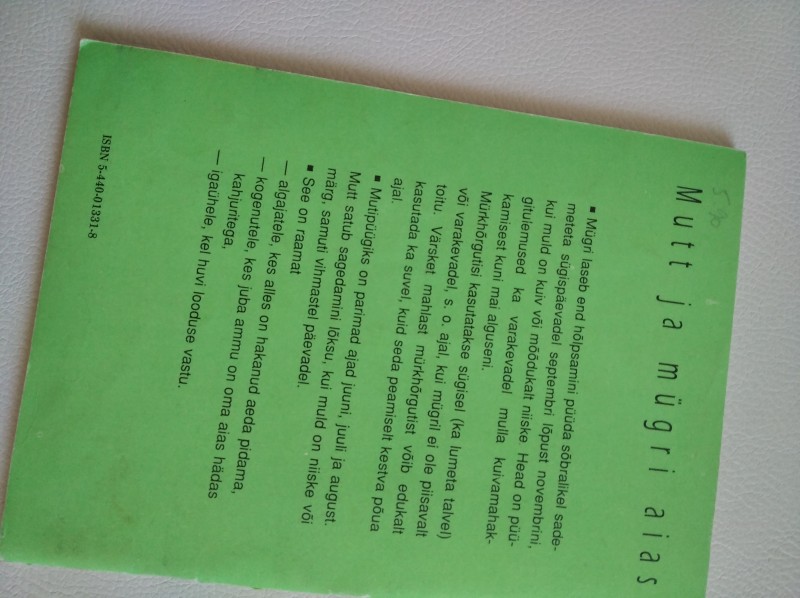 Mutt ja mügri aias
▪ Mügri laseb end hõlpsamini püüda sõbralikel sade-
meteta sügispäevadel septembri lõpust novembrini,
kui muld on kuiv või mõõdukalt niiske Head on püü-
gitulemused ka varakevadel mulla kuivamahak-
kamisest kuni mai alguseni.
Mürkhõrgutisi kasutatakse sügisel (ka lumeta talvel)
või varakevadel, s. o. ajal, kui mügril ei ole piisavalt
toitu. Värsket mahlast mürkhõrgutist võib edukalt
kasutada ka suvel, kuid seda peamiselt kestva põua
ajal.
▪ Mutipüügiks on parimad ajad juuni, juuli ja august.
Mutt satub sagedamini lõksu, kui muld on niiske või
märg, samuti vihmastel päevadel.
▪ See on raamat
— algajatele, kes alles on hakanud aeda pidama,
— kogenutele, kes juba ammu on oma aias hädas
kahjuritega,
— igaühele, kel huvi looduse vastu.
ISBN 5-440-01331-8